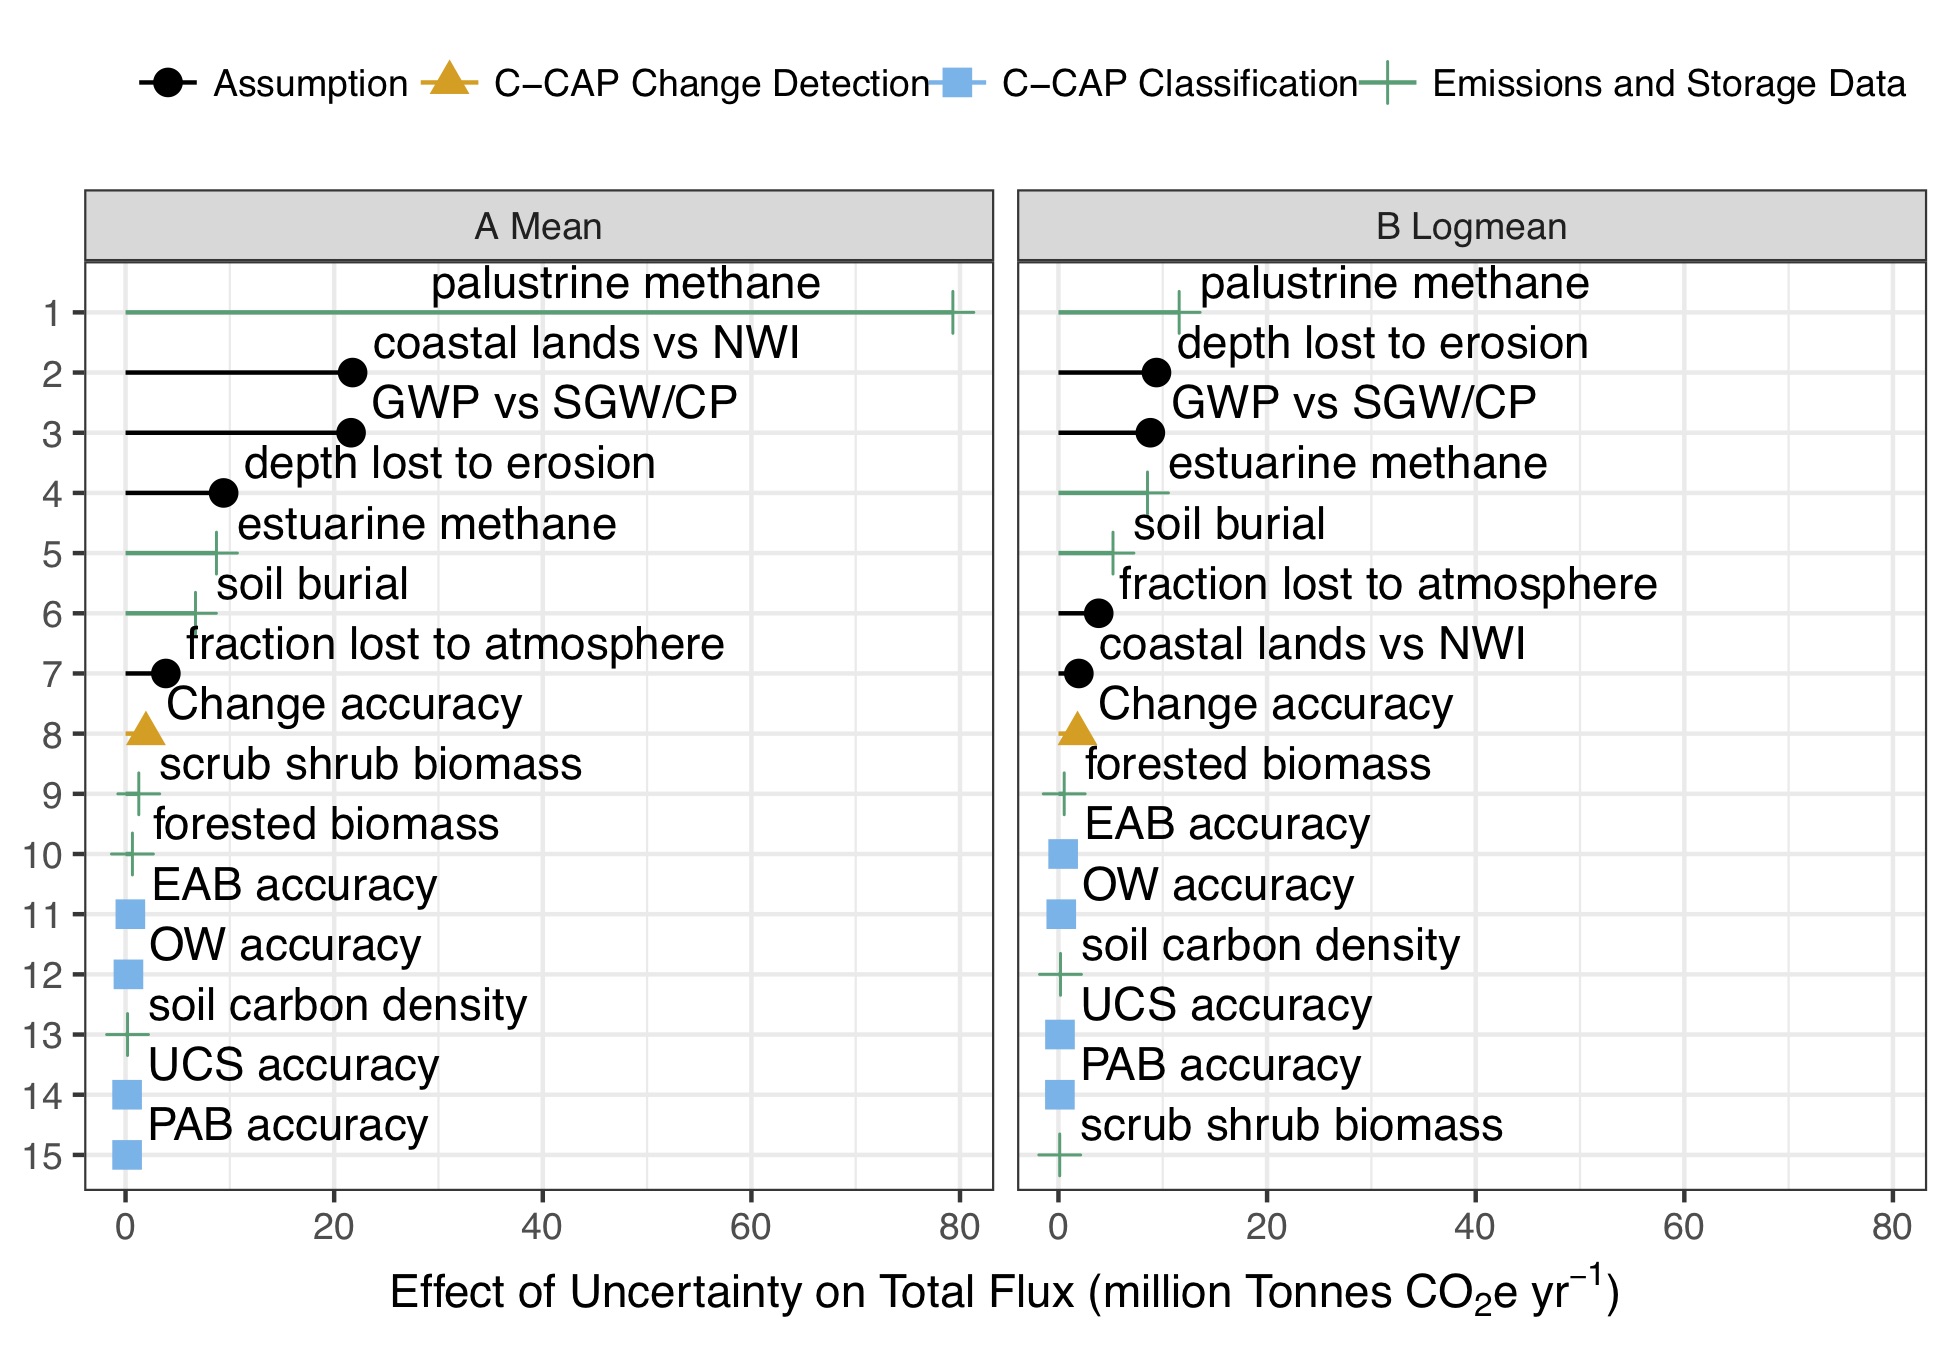 Assumption C−CAP Change Detection C−CAP Classification Emissions and Storage Data
A Mean
B Logmean
1
2
3
4
5
6
7
8
9
10
11
12
13
14
15
palustrine methane
coastal lands vs NWI
GWP vs SGW/CP
depth lost to erosion
estuarine methane
soil burial
fraction lost to atmosphere
Change accuracy
scrub shrub biomass
forested biomass
EAB accuracy
OW accuracy
soil carbon density
UCS accuracy
PAB accuracy
0 20 40 60 80
palustrine methane
depth lost to erosion
GWP vs SGW/CP
estuarine methane
soil burial
fraction lost to atmosphere
coastal lands vs NWI
Change accuracy
forested biomass
EAB accuracy
OW accuracy
soil carbon density
UCS accuracy
PAB accuracy
scrub shrub biomass
0 20 40 60 80
Effect of Uncertainty on Total Flux (million Tonnes CO₂e yr⁻¹)